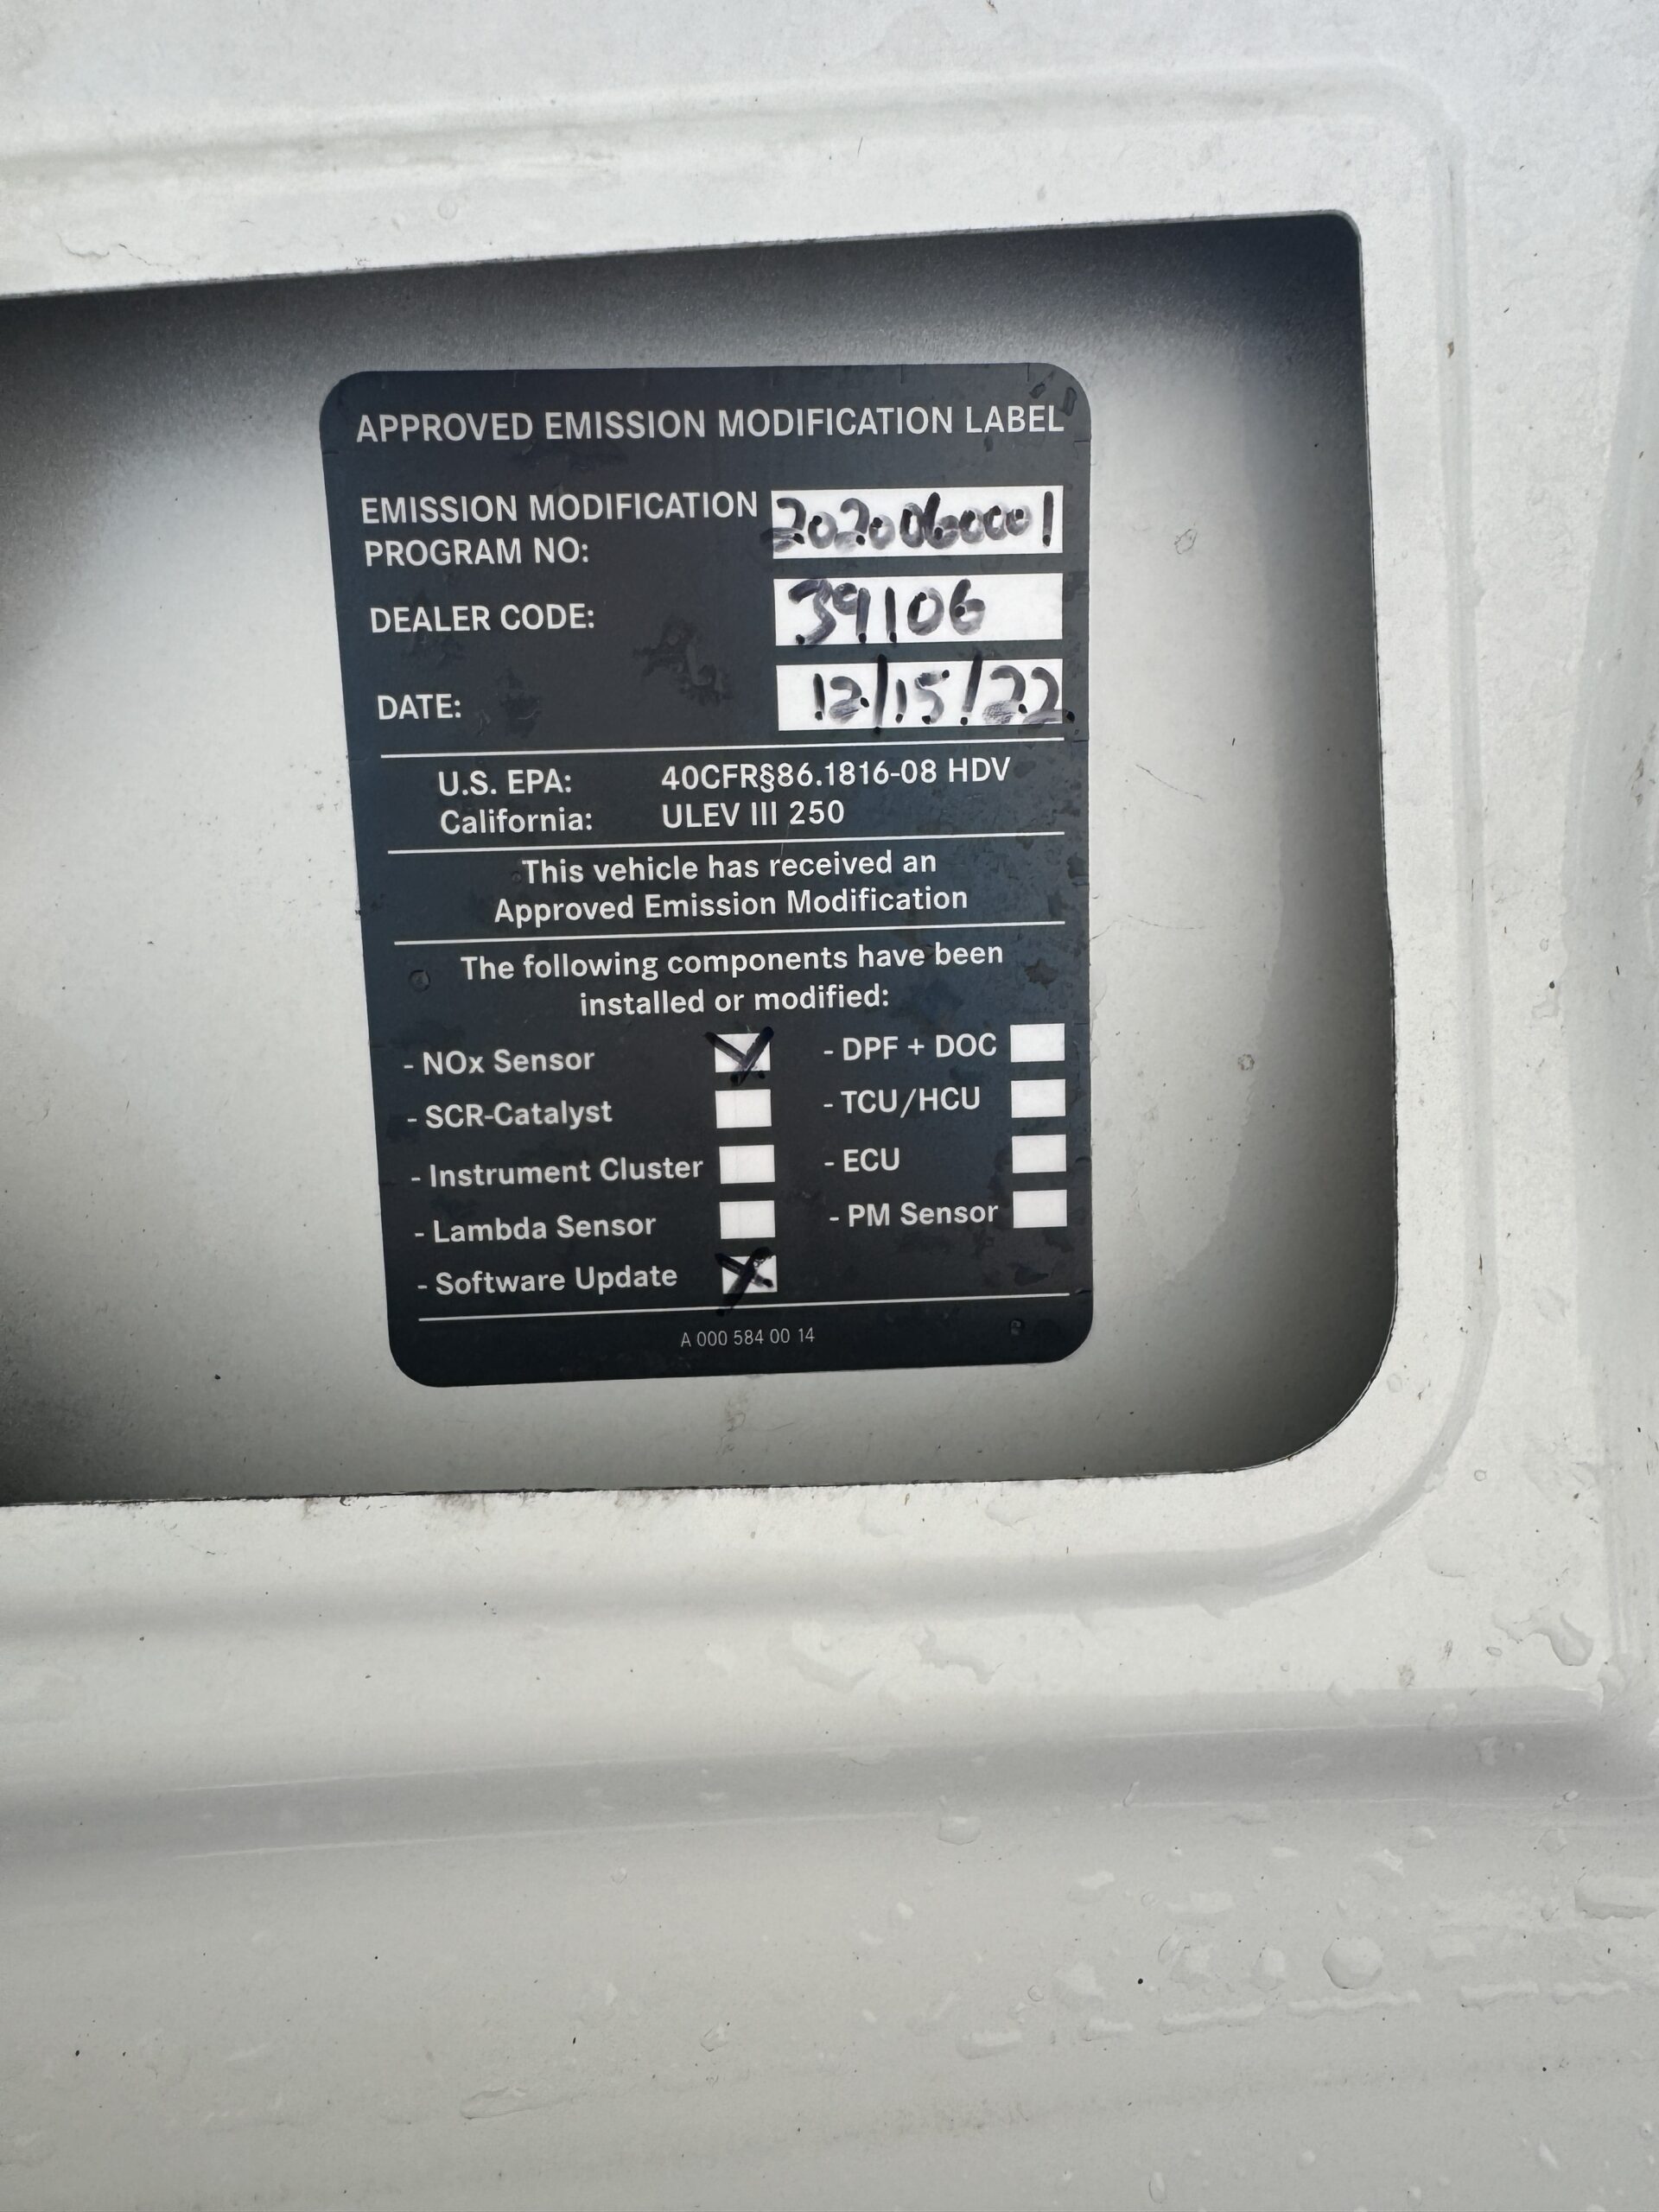 APPROVED EMISSION MODIFICATION LABEL
EMISSION MODIFICATION
PROGRAM NO: 2020060001
DEALER CODE: 39106
DATE: 12/15/22
U.S. EPA: 40CFR§86.1816-08 HDV
California: ULEV III 250
This vehicle has received an
Approved Emission Modification
The following components have been
installed or modified:
- NOx Sensor - DPF + DOC
- SCR-Catalyst - TCU/HCU
- Instrument Cluster - ECU
- Lambda Sensor - PM Sensor
- Software Update
A 000 584 00 14